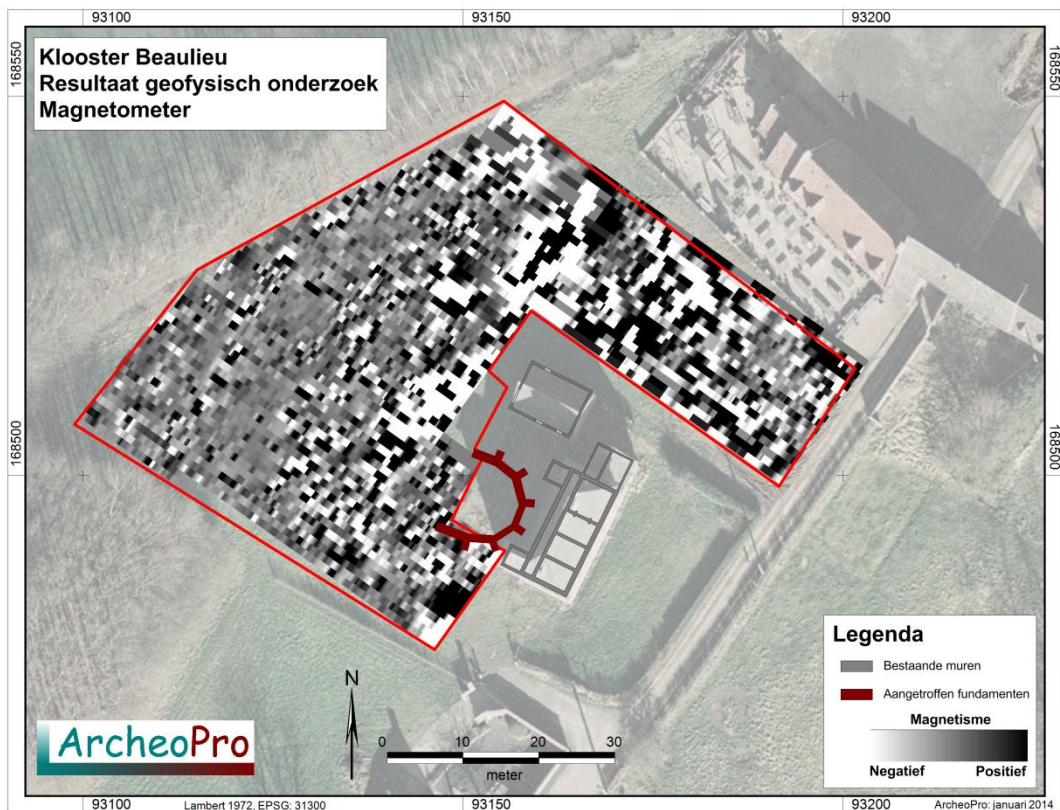 93100
93150
93200
168550
168550
Klooster Beaulieu
Resultaat geofysisch onderzoek
Magnetometer
168500
168500
Legenda
Bestaande muren
Aangetroffen fundamenten
Magnetisme
Negatief
Positief
N
0
10
20
30
meter
ArcheoPro
93100
Lambert 1972, EPSG: 31300
93150
93200
ArcheoPro: januari 2014